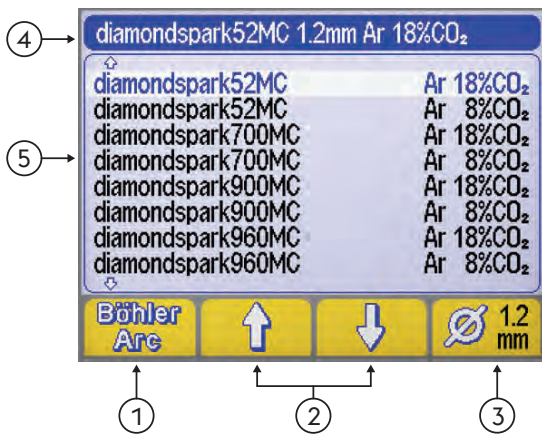 4
diamondspark52MC 1.2mm Ar 18%CO₂
diamondspark52MC Ar 18%CO₂
diamondspark52MC Ar 8%CO₂
diamondspark700MC Ar 18%CO₂
5
diamondspark700MC Ar 8%CO₂
diamondspark900MC Ar 18%CO₂
diamondspark900MC Ar 8%CO₂
diamondspark960MC Ar 18%CO₂
diamondspark960MC Ar 8%CO₂
Böhler
Arc
1.2
mm
1
2
3